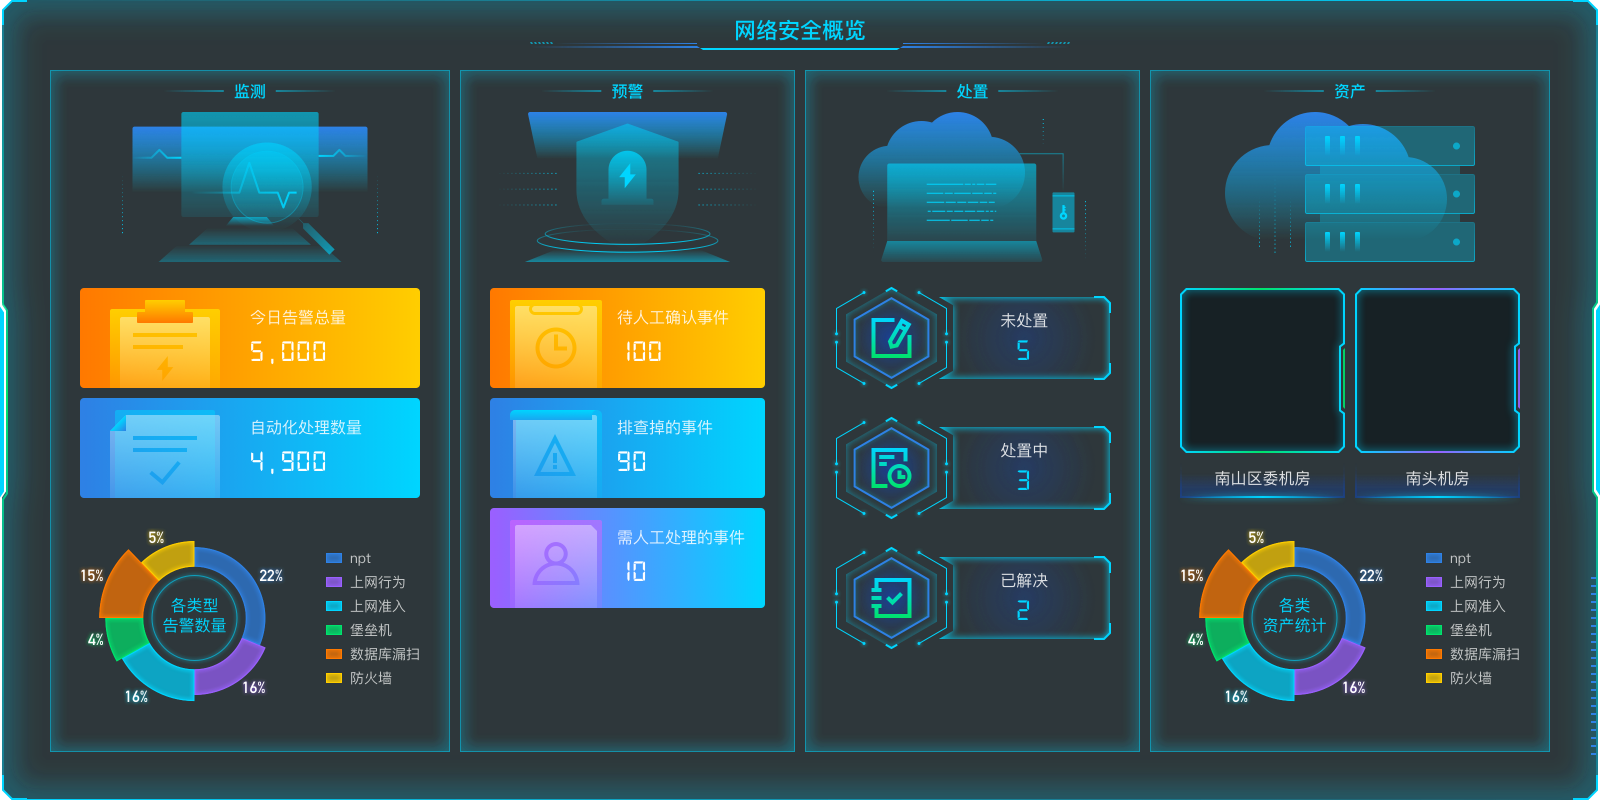 网络安全概览
监测
今日告警总量
5,000
自动化处理数量
4,900
5%
15%
22%
4%
16%
16%
各类型
告警数量
npt
上网行为
上网准入
堡垒机
数据库漏扫
防火墙
预警
待人工确认事件
100
排查掉的事件
90
需人工处理的事件
10
处置
未处置
5
处置中
3
已解决
2
资产
南山区委机房
南头机房
5%
15%
22%
4%
16%
16%
各类
资产统计
npt
上网行为
上网准入
堡垒机
数据库漏扫
防火墙